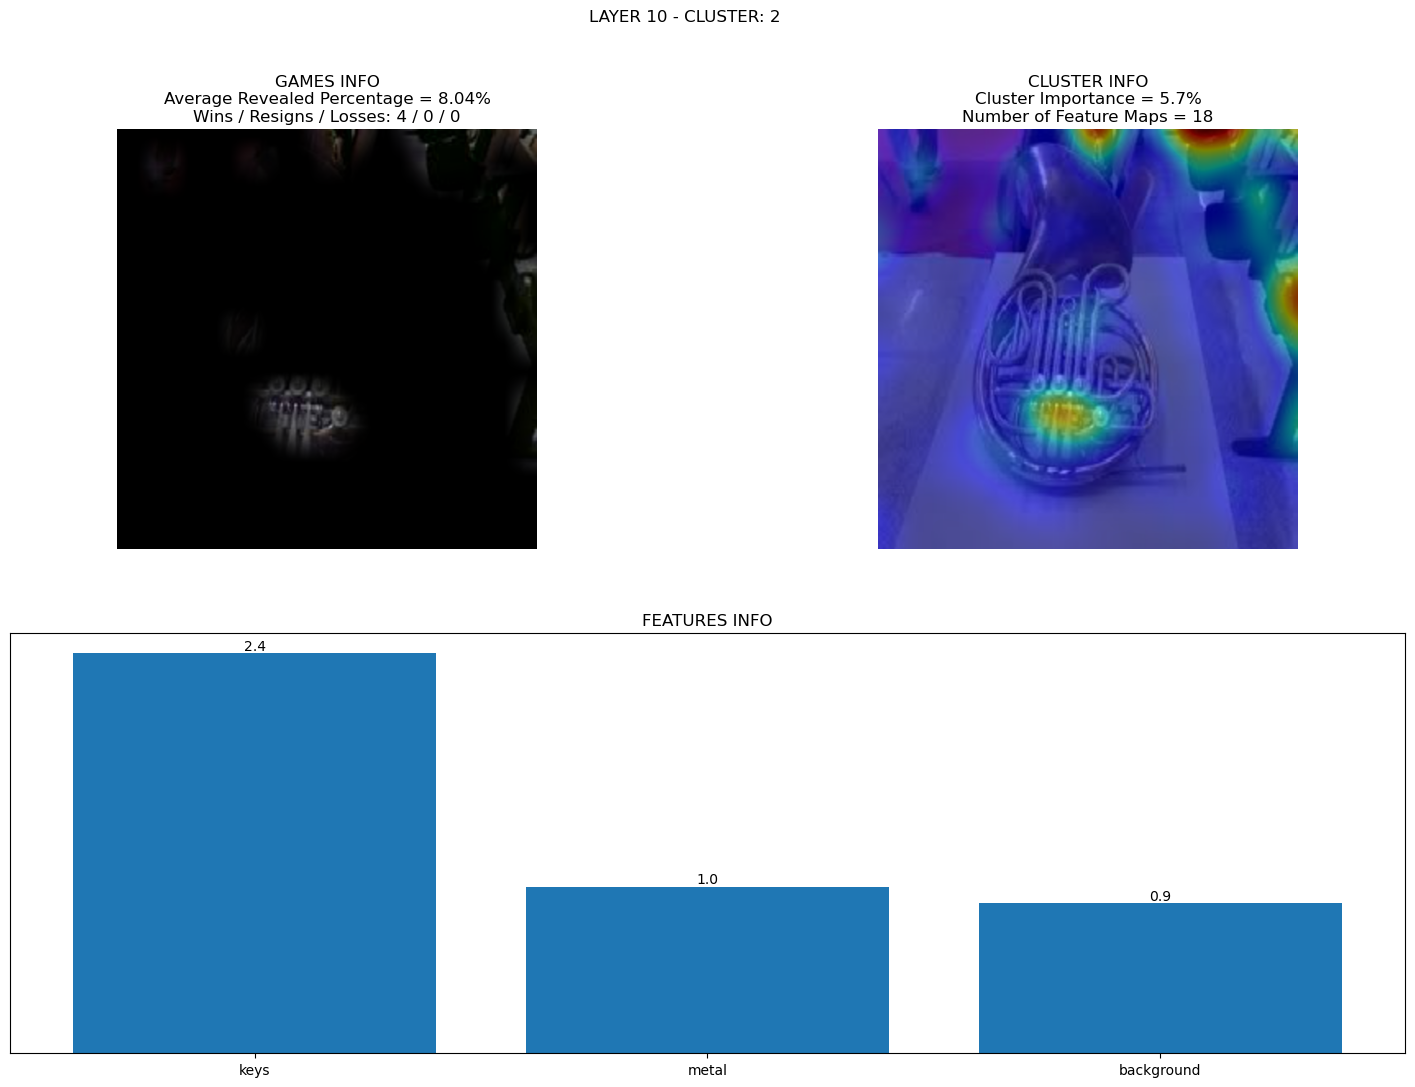 LAYER 10 - CLUSTER: 2
GAMES INFO
Average Revealed Percentage = 8.04%
Wins / Resigns / Losses: 4 / 0 / 0
CLUSTER INFO
Cluster Importance = 5.7%
Number of Feature Maps = 18
FEATURES INFO
2.4
1.0
0.9
keys
metal
background